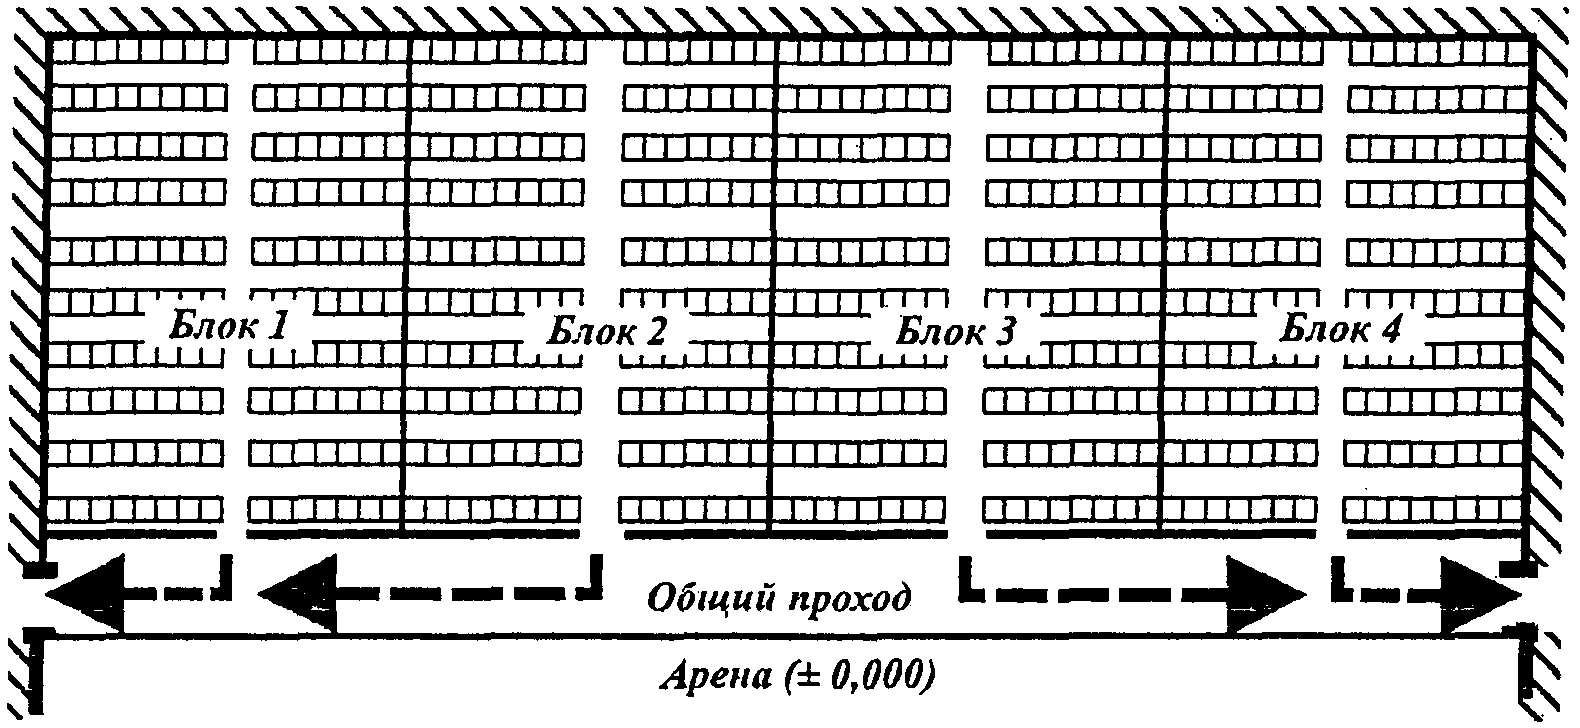 Блок 1
Блок 2
Блок 3
Блок 4
Общий проход
Арена (± 0,000)